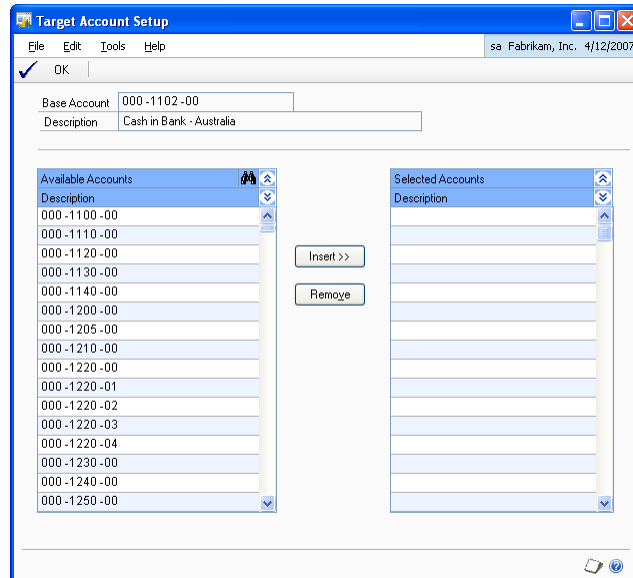 Target Account Setup
File Edit Tools Help
sa Fabrikam, Inc. 4/12/2007
OK
Base Account 000 -1102 -00
Description Cash in Bank - Australia
Available Accounts
Description
000 -1100 -00
000 -1110 -00
000 -1120 -00
000 -1130 -00
000 -1140 -00
000 -1200 -00
000 -1205 -00
000 -1210 -00
000 -1220 -00
000 -1220 -01
000 -1220 -02
000 -1220 -03
000 -1220 -04
000 -1230 -00
000 -1240 -00
000 -1250 -00
Insert >>
Remove
Selected Accounts
Description